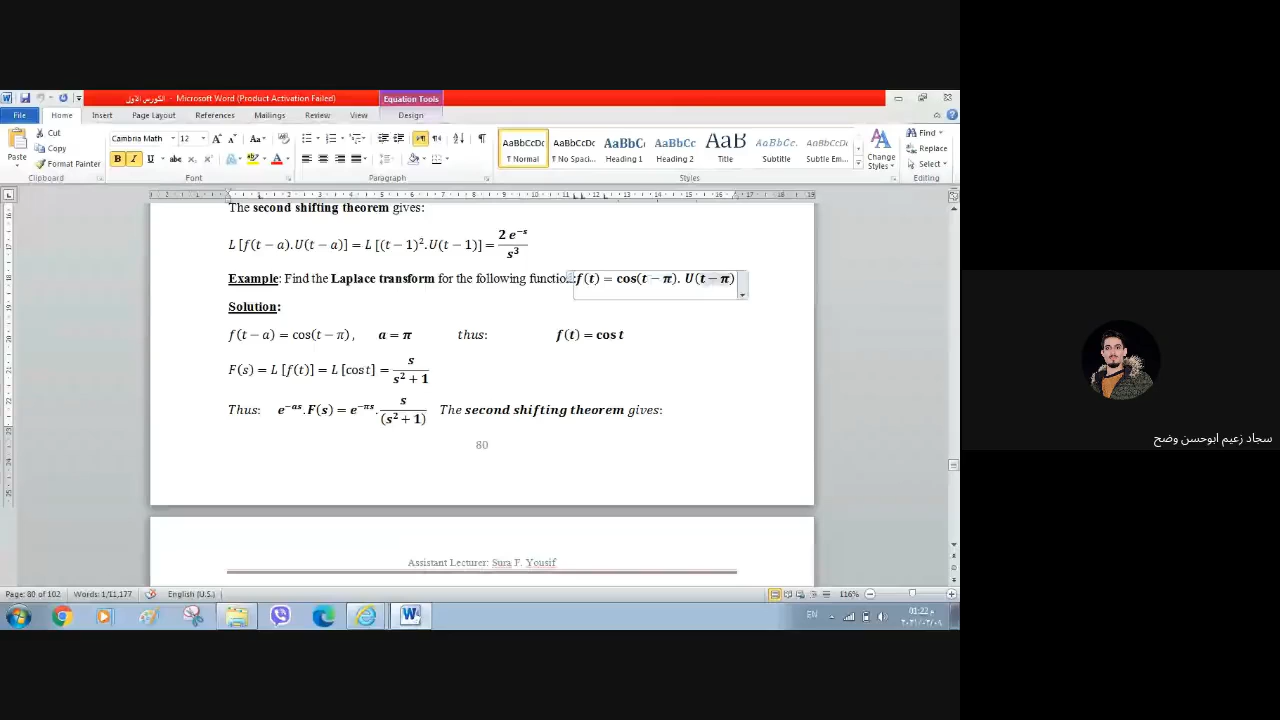 الكورس الاول - Microsoft Word (Product Activation Failed)
Equation Tools
File Home Insert Page Layout References Mailings Review View Design
Paste
Cut
Copy
Format Painter
Clipboard
Cambria Math 12
B I U abc x₂ x² A
Font
Paragraph
AaBbCcDc AaBbCcDc AaBbC( AaBbCc AaB AaBbCc. AaBbCcDc
¶ Normal ¶ No Spaci... Heading 1 Heading 2 Title Subtitle Subtle Em...
Styles
Change Styles
Find
Replace
Select
Editing
The second shifting theorem gives:
L [f(t − a).U(t − a)] = L [(t − 1)².U(t − 1)] = 2 e⁻ˢ / s³
Example: Find the Laplace transform for the following function: f(t) = cos(t − π). U(t − π)
Solution:
f(t − a) = cos(t − π), a = π thus: f(t) = cos t
F(s) = L [f(t)] = L [cos t] = s / s² + 1
Thus: e⁻ᵃˢ.F(s) = e^−πs. s / (s² + 1) The second shifting theorem gives:
80
Assistant Lecturer: Sura F. Yousif
Page: 80 of 102 Words: 1/11,177 English (U.S.) 116%
EN
01:22 م
سجاد زعيم ابوحسن وضح